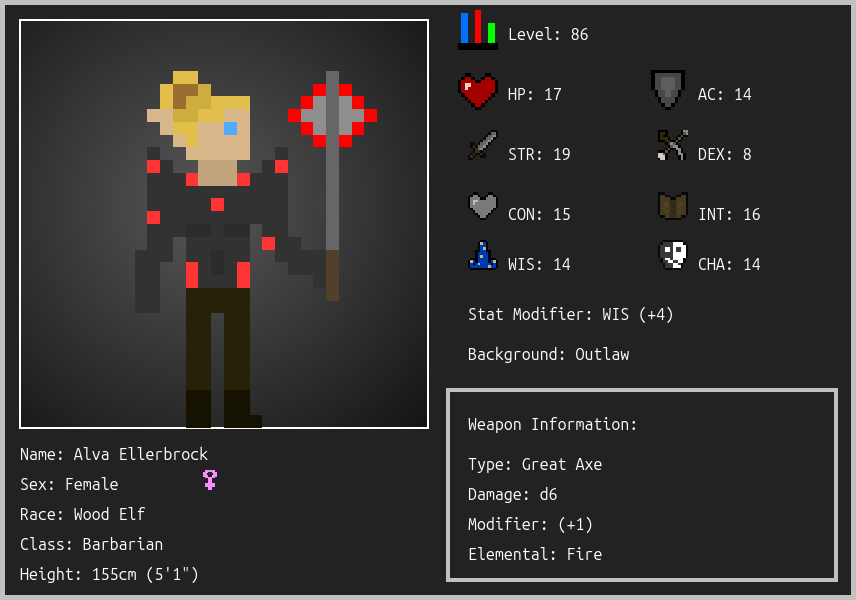 Level: 86
HP: 17
AC: 14
STR: 19
DEX: 8
CON: 15
INT: 16
WIS: 14
CHA: 14
Stat Modifier: WIS (+4)
Background: Outlaw
Weapon Information:
Type: Great Axe
Damage: d6
Modifier: (+1)
Elemental: Fire
Name: Alva Ellerbrock
Sex: Female
Race: Wood Elf
Class: Barbarian
Height: 155cm (5'1")